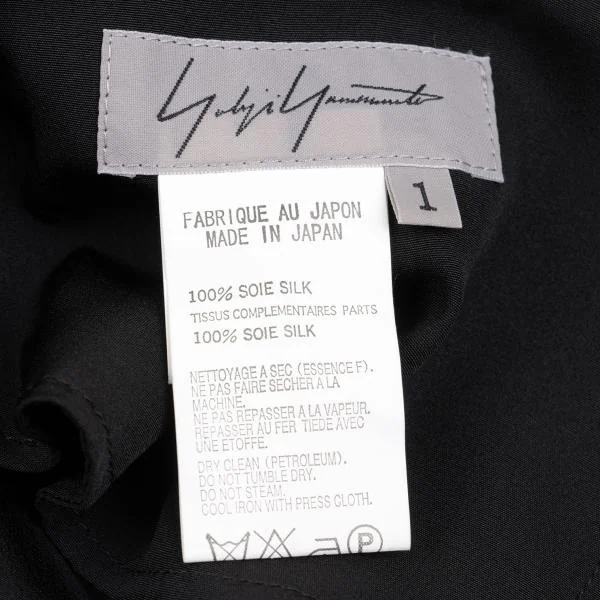 Yohji Yamamoto
1
FABRIQUE AU JAPON
MADE IN JAPAN
100% SOIE SILK
TISSUS COMPLEMENTAIRES PARTS
100% SOIE SILK
NETTOYAGE A SEC (ESSENCE F).
NE PAS FAIRE SECHER A LA
MACHINE.
NE PAS REPASSER A LA VAPEUR.
REPASSER AU FER TIEDE AVEC
UNE ETOFFE.
DRY CLEAN (PETROLEUM).
DO NOT TUMBLE DRY.
DO NOT STEAM.
COOL IRON WITH PRESS CLOTH.
P